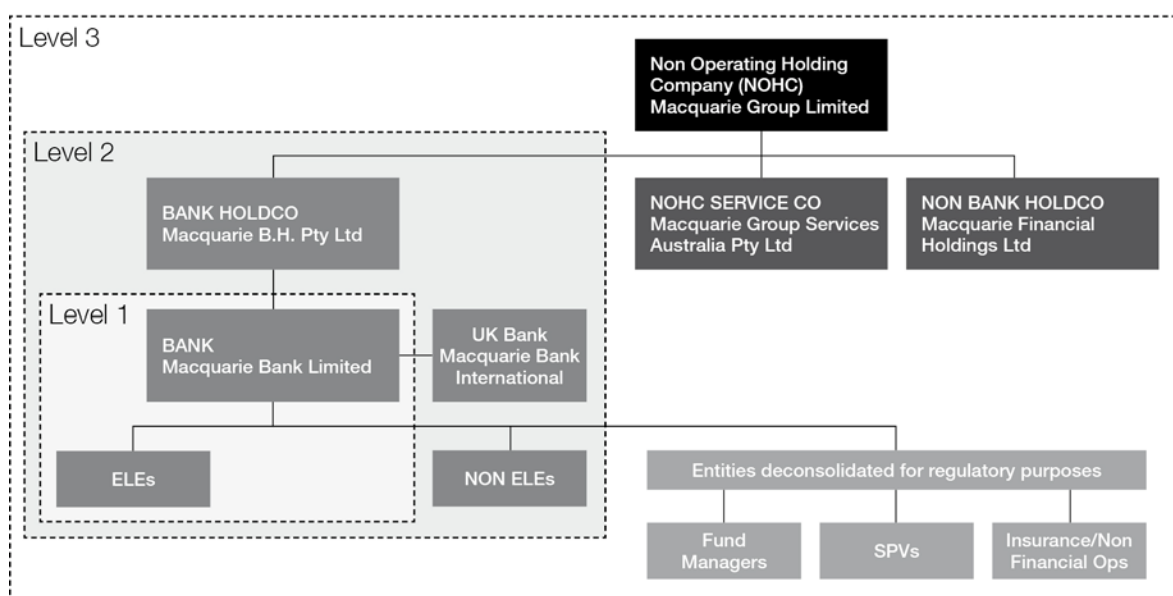 Level 3
Non Operating Holding
Company (NOHC)
Macquarie Group Limited
Level 2
BANK HOLDCO
Macquarie B.H. Pty Ltd
NOHC SERVICE CO
Macquarie Group Services
Australia Pty Ltd
NON BANK HOLDCO
Macquarie Financial
Holdings Ltd
Level 1
BANK
Macquarie Bank Limited
UK Bank
Macquarie Bank
International
ELEs
NON ELEs
Entities deconsolidated for regulatory purposes
Fund
Managers
SPVs
Insurance/Non
Financial Ops